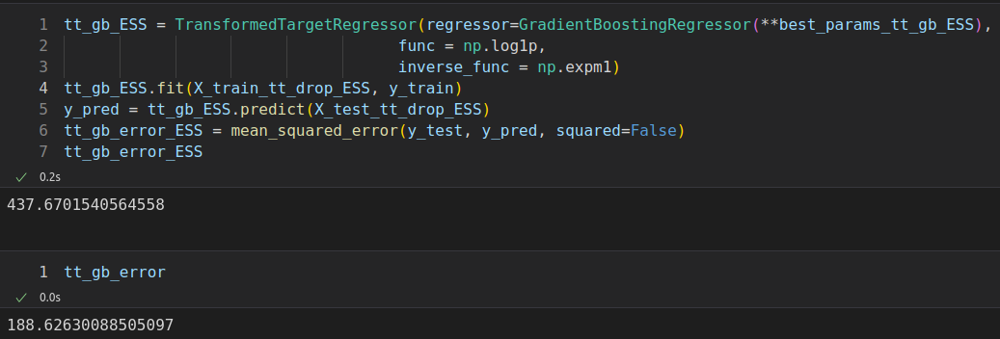 1 tt_gb_ESS = TransformedTargetRegressor(regressor=GradientBoostingRegressor(**best_params_tt_gb_ESS),
2 func = np.log1p,
3 inverse_func = np.expm1)
4 tt_gb_ESS.fit(X_train_tt_drop_ESS, y_train)
5 y_pred = tt_gb_ESS.predict(X_test_tt_drop_ESS)
6 tt_gb_error_ESS = mean_squared_error(y_test, y_pred, squared=False)
7 tt_gb_error_ESS
✓ 0.2s
437.6701540564558
1 tt_gb_error
✓ 0.0s
188.62630088505097